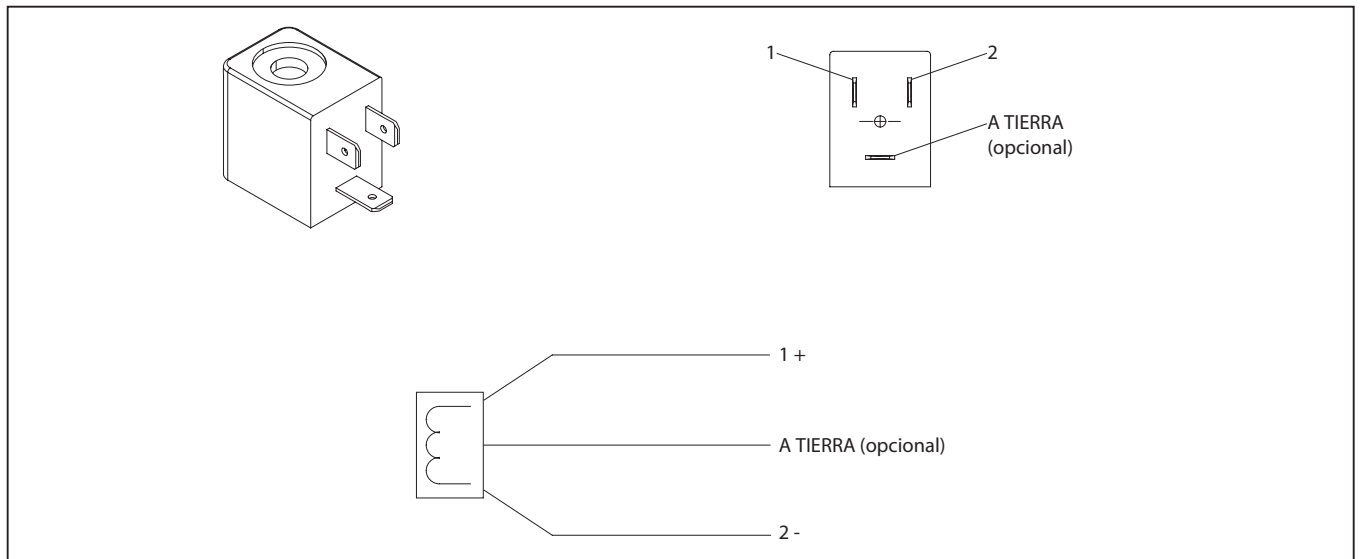 1
2
A TIERRA
(opcional)
1 +
A TIERRA (opcional)
2 -